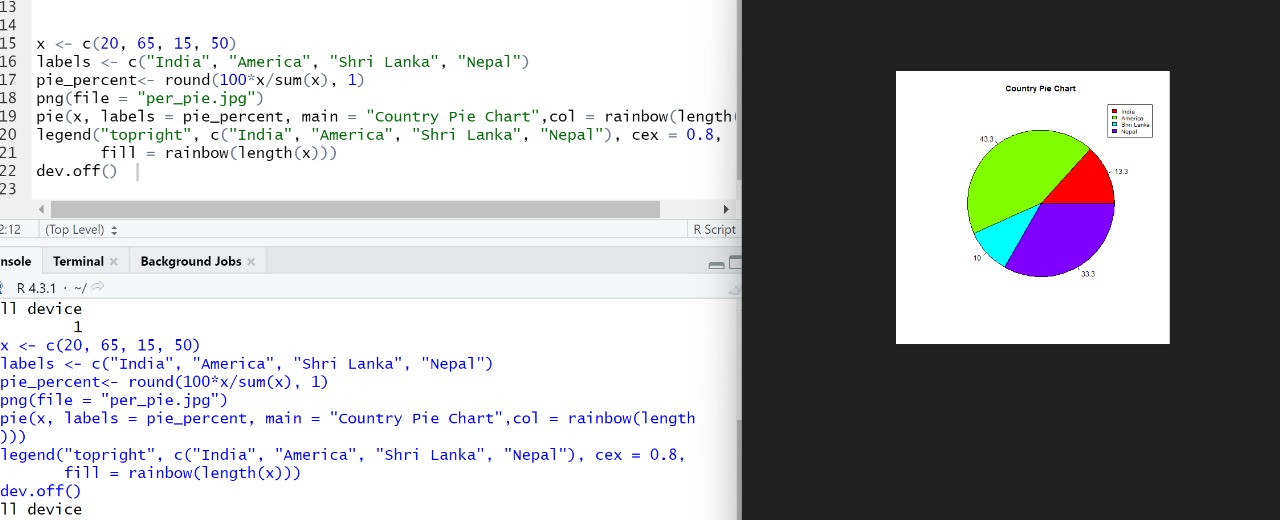 13
14
15 x <- c(20, 65, 15, 50)
16 labels <- c("India", "America", "Shri Lanka", "Nepal")
17 pie_percent<- round(100*x/sum(x), 1)
18 png(file = "per_pie.jpg")
19 pie(x, labels = pie_percent, main = "Country Pie Chart",col = rainbow(length(
20 legend("topright", c("India", "America", "Shri Lanka", "Nepal"), cex = 0.8,
21 fill = rainbow(length(x)))
22 dev.off()
23
2:12 (Top Level) R Script
nsole Terminal Background Jobs
R 4.3.1 · ~/
ll device
1
x <- c(20, 65, 15, 50)
labels <- c("India", "America", "Shri Lanka", "Nepal")
pie_percent<- round(100*x/sum(x), 1)
png(file = "per_pie.jpg")
pie(x, labels = pie_percent, main = "Country Pie Chart",col = rainbow(length
)))
legend("topright", c("India", "America", "Shri Lanka", "Nepal"), cex = 0.8,
fill = rainbow(length(x)))
dev.off()
ll device
Country Pie Chart
India
America
Shri Lanka
Nepal
43.3
13.3
10
33.3